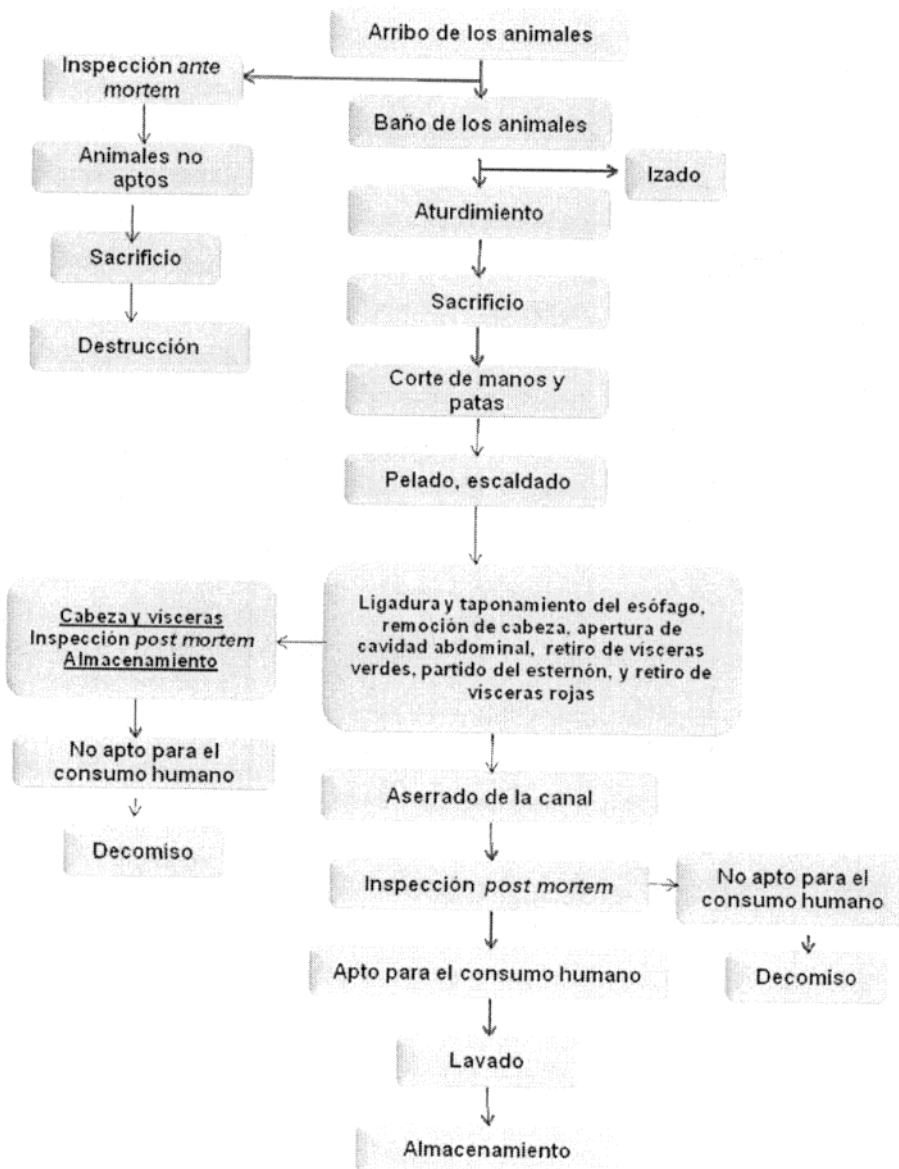 Arribo de los animales
Inspección ante
mortem
Baño de los animales
Animales no
aptos
Izado
Aturdimiento
Sacrificio
Sacrificio
Destrucción
Corte de manos y
patas
Pelado, escaldado
Cabeza y vísceras
Inspección post mortem
Almacenamiento
Ligadura y taponamiento del esófago,
remoción de cabeza, apertura de
cavidad abdominal, retiro de vísceras
verdes, partido del esternón, y retiro de
vísceras rojas
No apto para el
consumo humano
Decomiso
Aserrado de la canal
Inspección post mortem
No apto para el
consumo humano
Decomiso
Apto para el consumo humano
Lavado
Almacenamiento